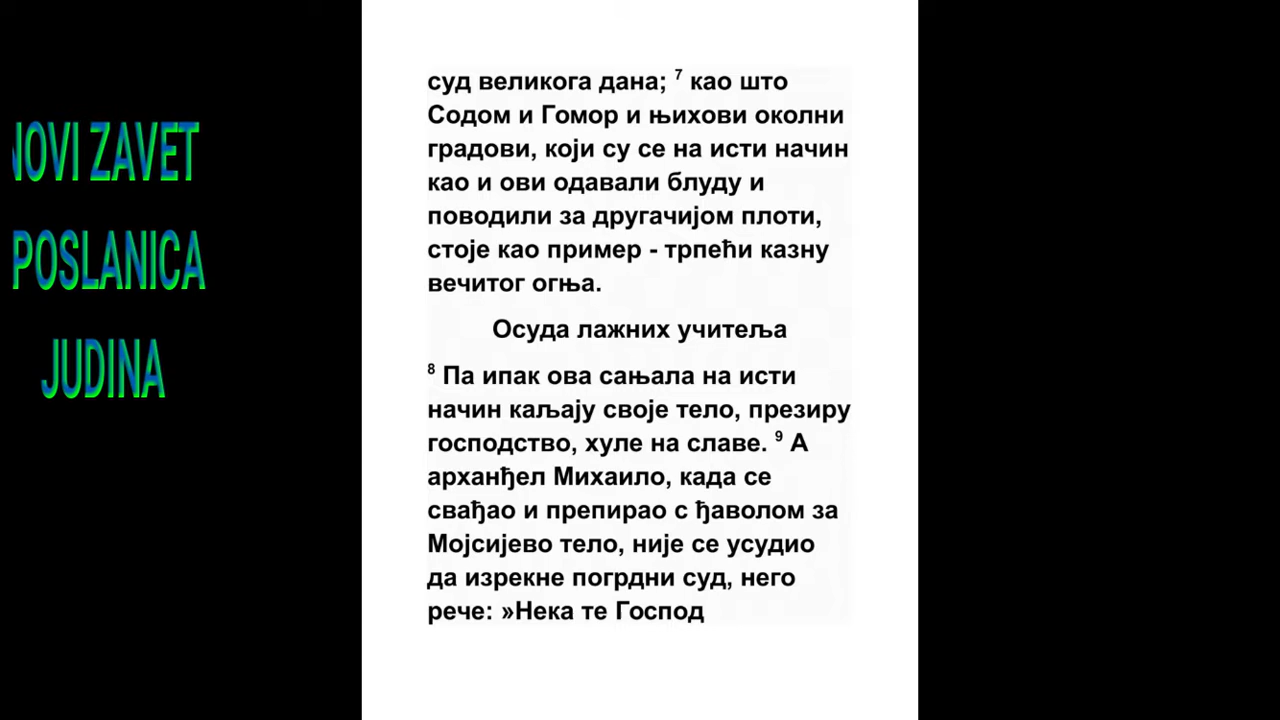 NOVI ZAVET
POSLANICA
JUDINA
суд великога дана; 7 као што
Содом и Гомор и њихови околни
градови, који су се на исти начин
као и ови одавали блуду и
поводили за другачијом плоти,
стоје као пример - трпећи казну
вечитог огња.
Осуда лажних учитеља
8 Па ипак ова сањала на исти
начин каљају своје тело, презиру
господство, хуле на славе. 9 А
арханђел Михаило, када се
свађао и препирао с ђаволом за
Мојсијево тело, није се усудио
да изрекне погрдни суд, него
рече: »Нека те Господ